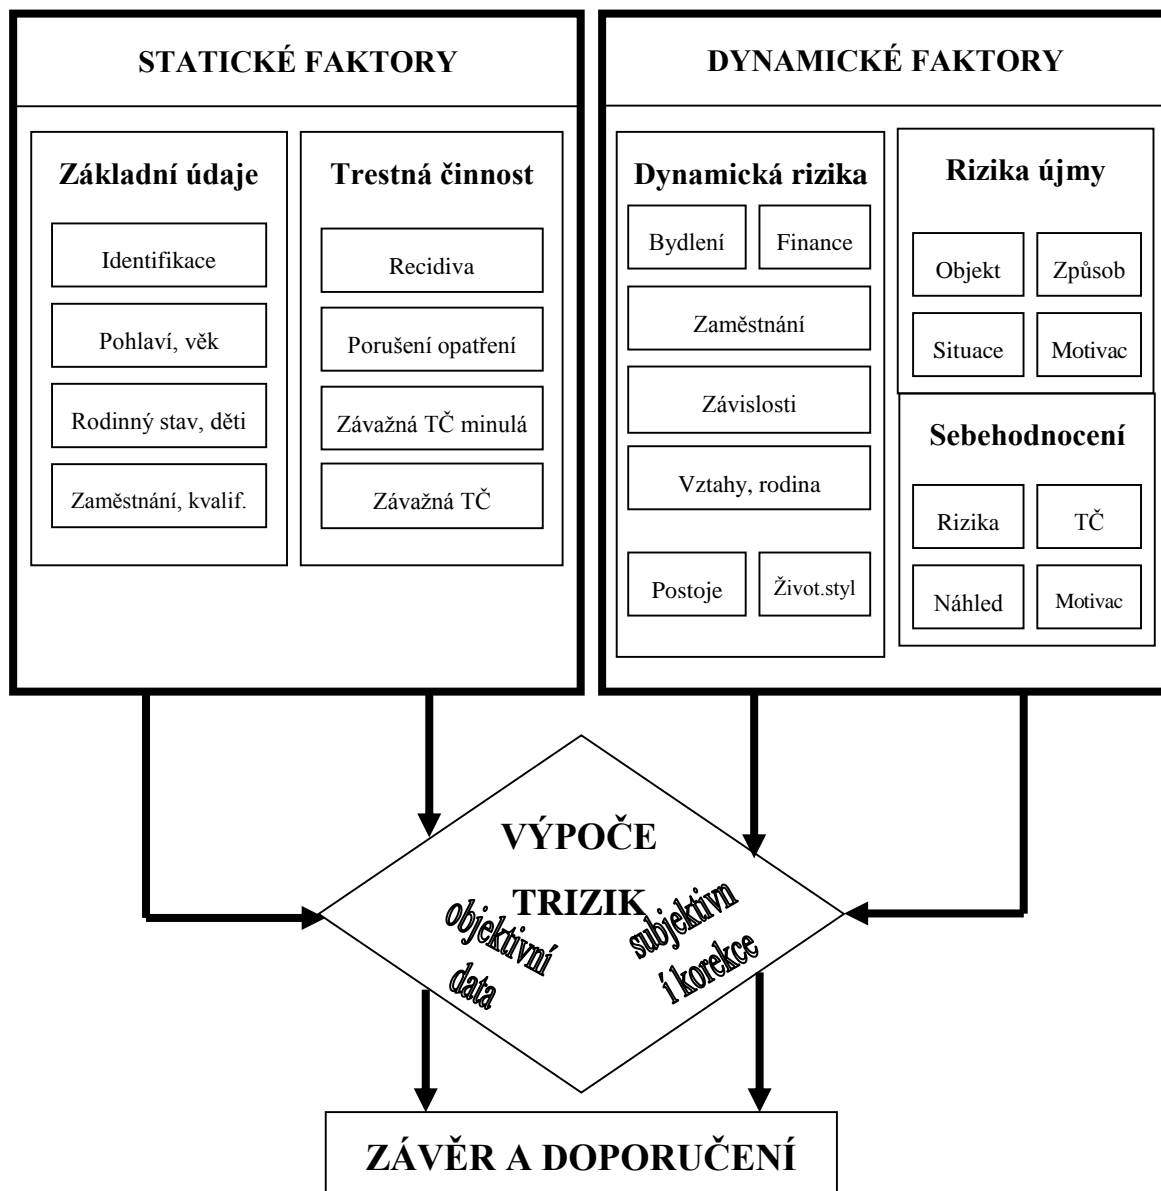 STATICKÉ FAKTORY
Základní údaje
Identifikace
Pohlaví, věk
Rodinný stav, děti
Zaměstnání, kvalif.
Trestná činnost
Recidiva
Porušení opatření
Závažná TČ minulá
Závažná TČ
DYNAMICKÉ FAKTORY
Dynamická rizika
Bydlení
Finance
Zaměstnání
Závislosti
Vztahy, rodina
Postoje
Život.styl
Rizika újmy
Objekt
Způsob
Situace
Motivac
Sebehodnocení
Rizika
TČ
Náhled
Motivac
VÝPOČE
TRIZIK
objektivní
data
subjektivn
í korekce
ZÁVĚR A DOPORUČENÍ